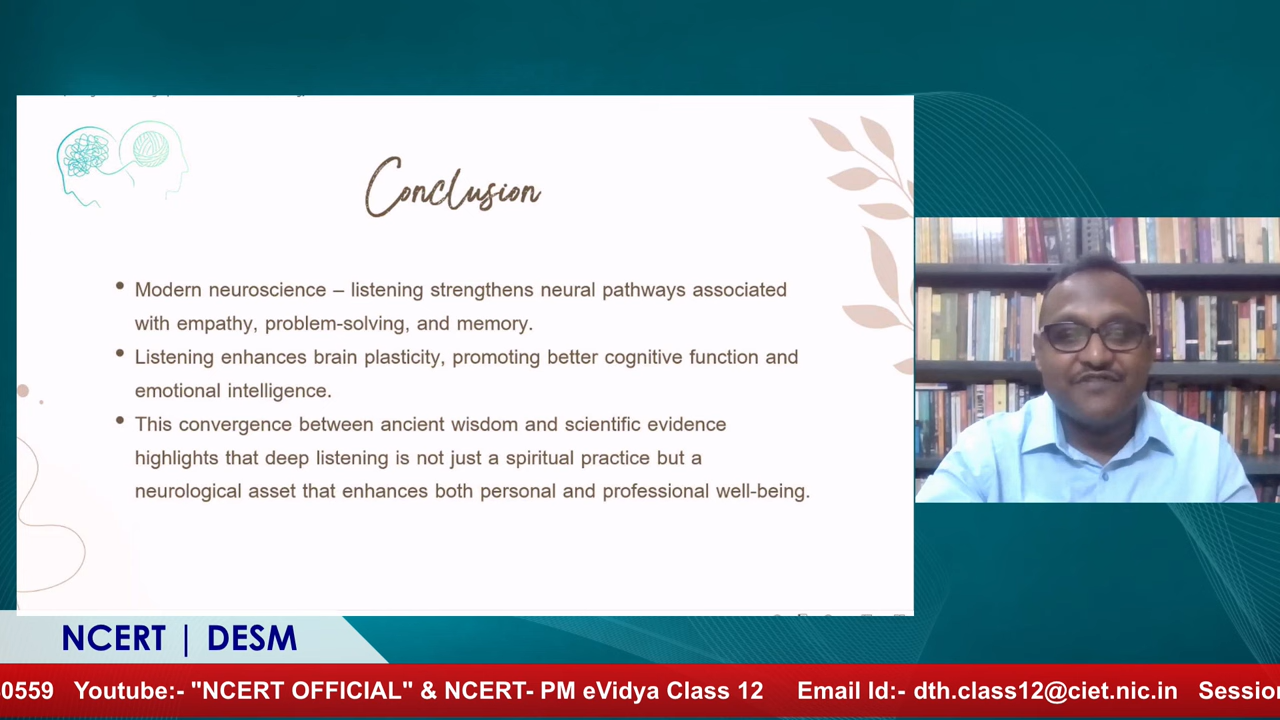 Conclusion
• Modern neuroscience – listening strengthens neural pathways associated
with empathy, problem-solving, and memory.
• Listening enhances brain plasticity, promoting better cognitive function and
emotional intelligence.
• This convergence between ancient wisdom and scientific evidence
highlights that deep listening is not just a spiritual practice but a
neurological asset that enhances both personal and professional well-being.
NCERT | DESM
0559 Youtube:- "NCERT OFFICIAL" & NCERT- PM eVidya Class 12 Email Id:- dth.class12@ciet.nic.in Session